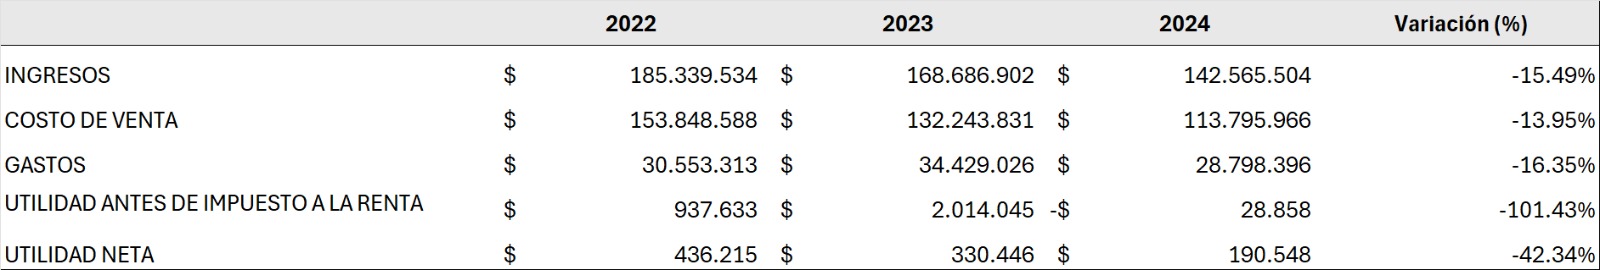 2022 2023 2024 Variación (%)
INGRESOS $ 185.339.534 $ 168.686.902 $ 142.565.504 -15.49%
COSTO DE VENTA $ 153.848.588 $ 132.243.831 $ 113.795.966 -13.95%
GASTOS $ 30.553.313 $ 34.429.026 $ 28.798.396 -16.35%
UTILIDAD ANTES DE IMPUESTO A LA RENTA $ 937.633 $ 2.014.045 -$ 28.858 -101.43%
UTILIDAD NETA $ 436.215 $ 330.446 $ 190.548 -42.34%